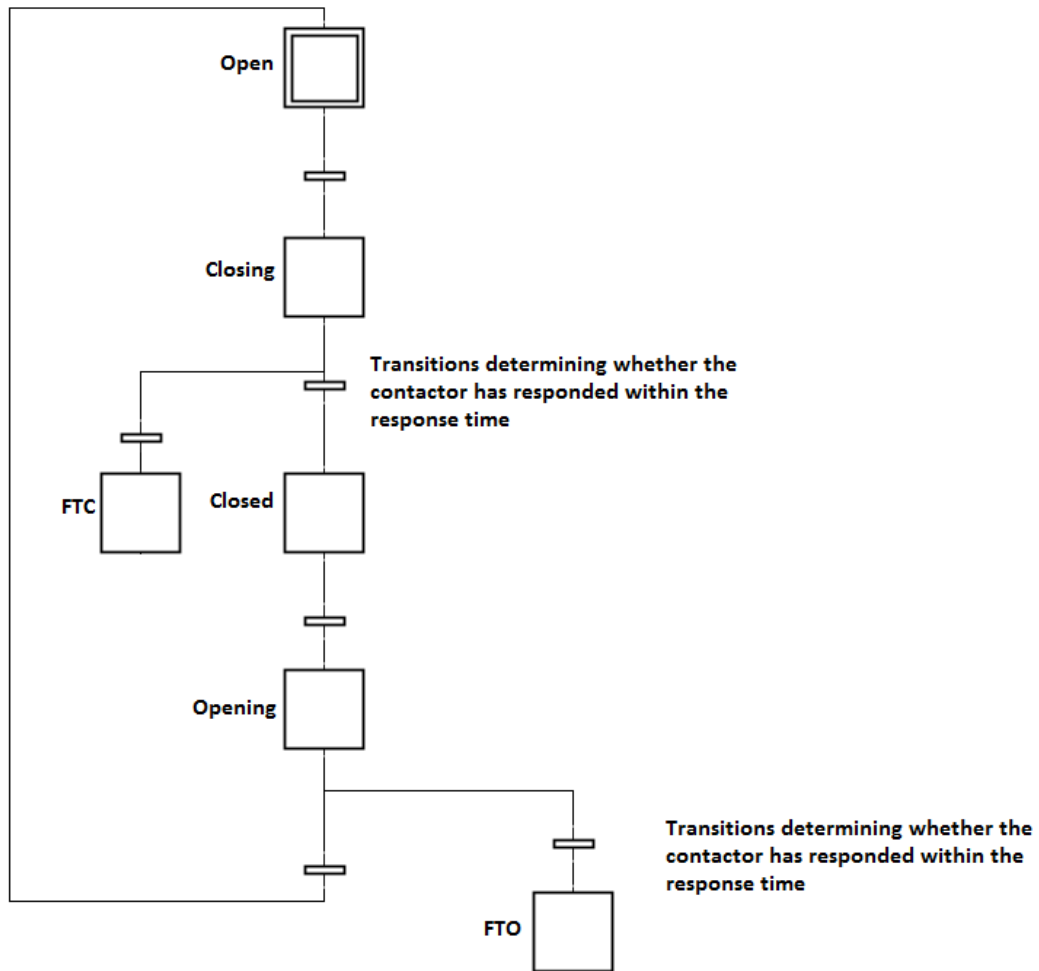 Open
Closing
Transitions determining whether the
contactor has responded within the
response time
FTC
Closed
Opening
Transitions determining whether the
contactor has responded within the
response time
FTO